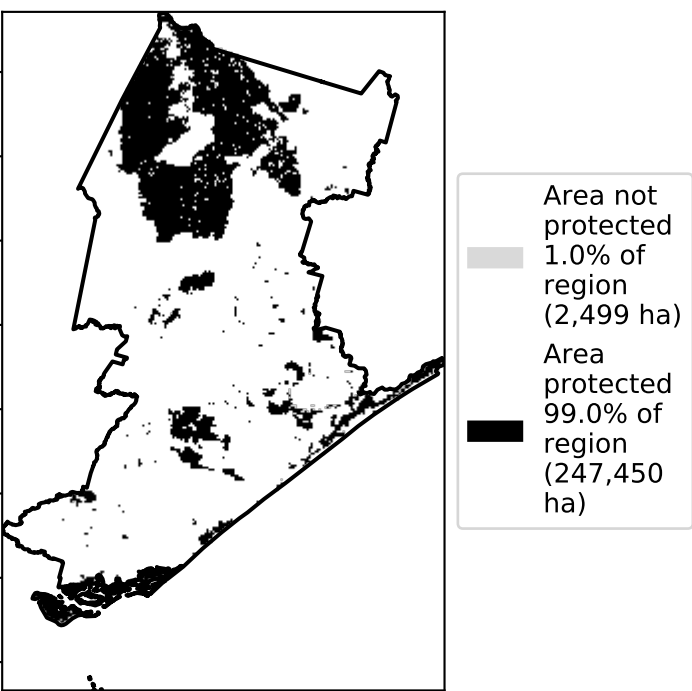 Area not
protected
1.0% of
region
(2,499 ha)
Area
protected
99.0% of
region
(247,450
ha)